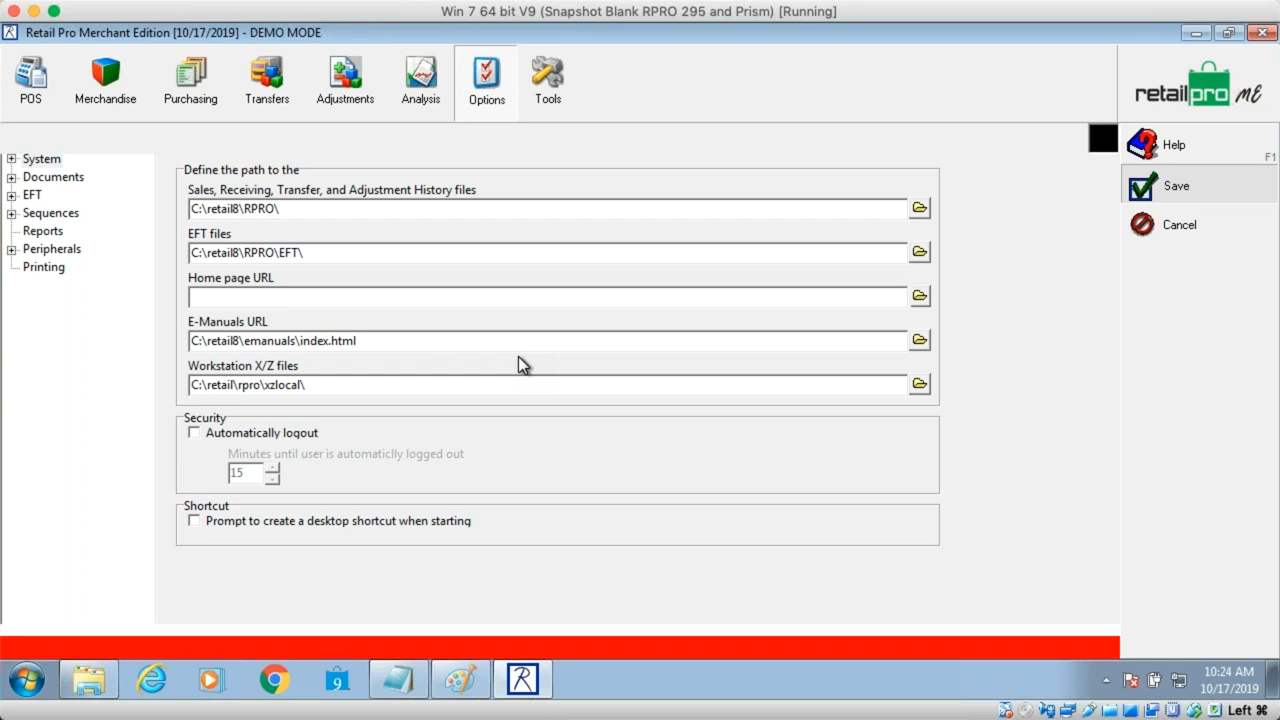 Win 7 64 bit V9 (Snapshot Blank RPRO 295 and Prism) [Running]
Retail Pro Merchant Edition [10/17/2019] - DEMO MODE
POS
Merchandise
Purchasing
Transfers
Adjustments
Analysis
Options
Tools
retailpro ME
System
Documents
EFT
Sequences
Reports
Peripherals
Printing
Define the path to the
Sales, Receiving, Transfer, and Adjustment History files
C:\retail8\RPRO\
EFT files
C:\retail8\RPRO\EFT\
Home page URL
E-Manuals URL
C:\retail8\emanuals\index.html
Workstation X/Z files
C:\retail\rpro\xzlocal\
Security
Automatically logout
Minutes until user is automaticlly logged out
15
Shortcut
Prompt to create a desktop shortcut when starting
Help
F1
Save
Cancel
9
R
10:24 AM
10/17/2019
Left ⌘